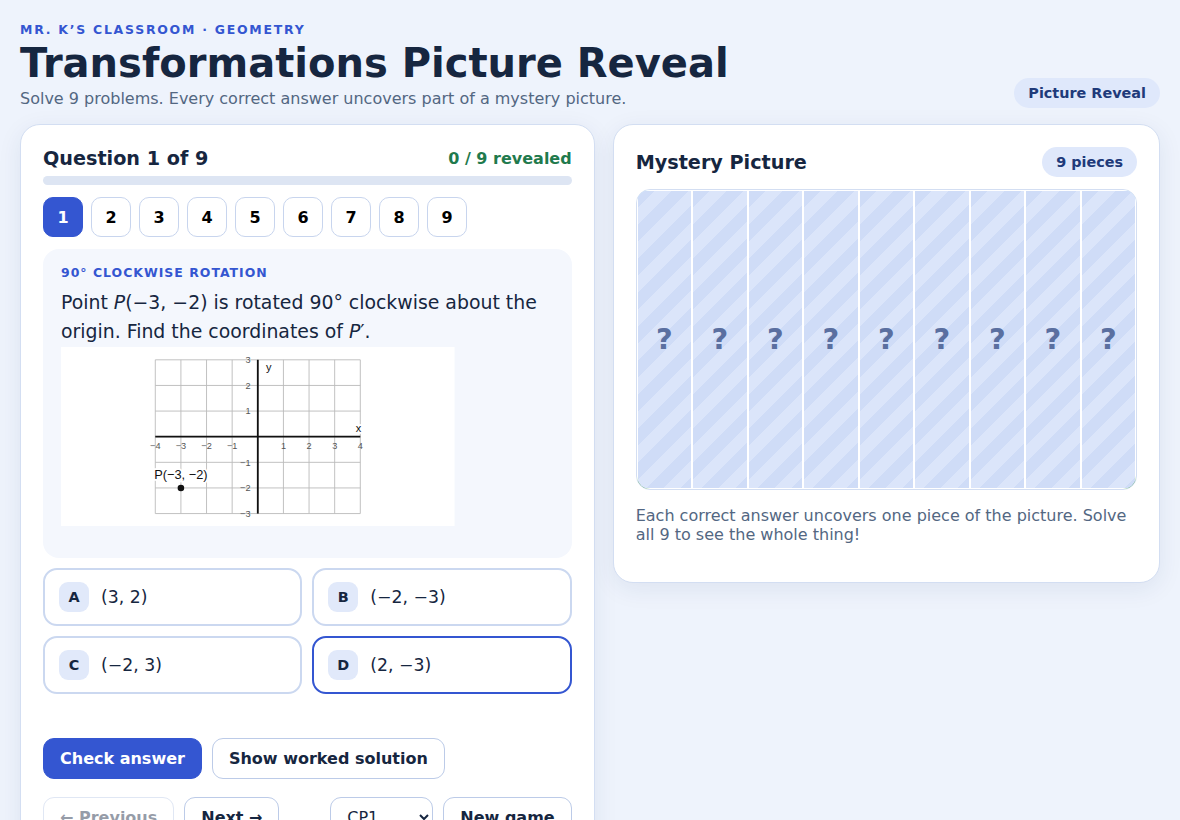 MR. K’S CLASSROOM · GEOMETRY
Transformations Picture Reveal
Solve 9 problems. Every correct answer uncovers part of a mystery picture.
Picture Reveal
Question 1 of 9
0 / 9 revealed
1 2 3 4 5 6 7 8 9
90° CLOCKWISE ROTATION
Point P(−3, −2) is rotated 90° clockwise about the
origin. Find the coordinates of P′.
3
y
2
1
x
−4 −3 −2 −1 1 2 3 4
−1
P(−3, −2)
−2
−3
A (3, 2)
B (−2, −3)
C (−2, 3)
D (2, −3)
Check answer
Show worked solution
← Previous
Next →
CP1
New game
Mystery Picture
9 pieces
? ? ? ? ? ? ? ? ?
Each correct answer uncovers one piece of the picture. Solve
all 9 to see the whole thing!